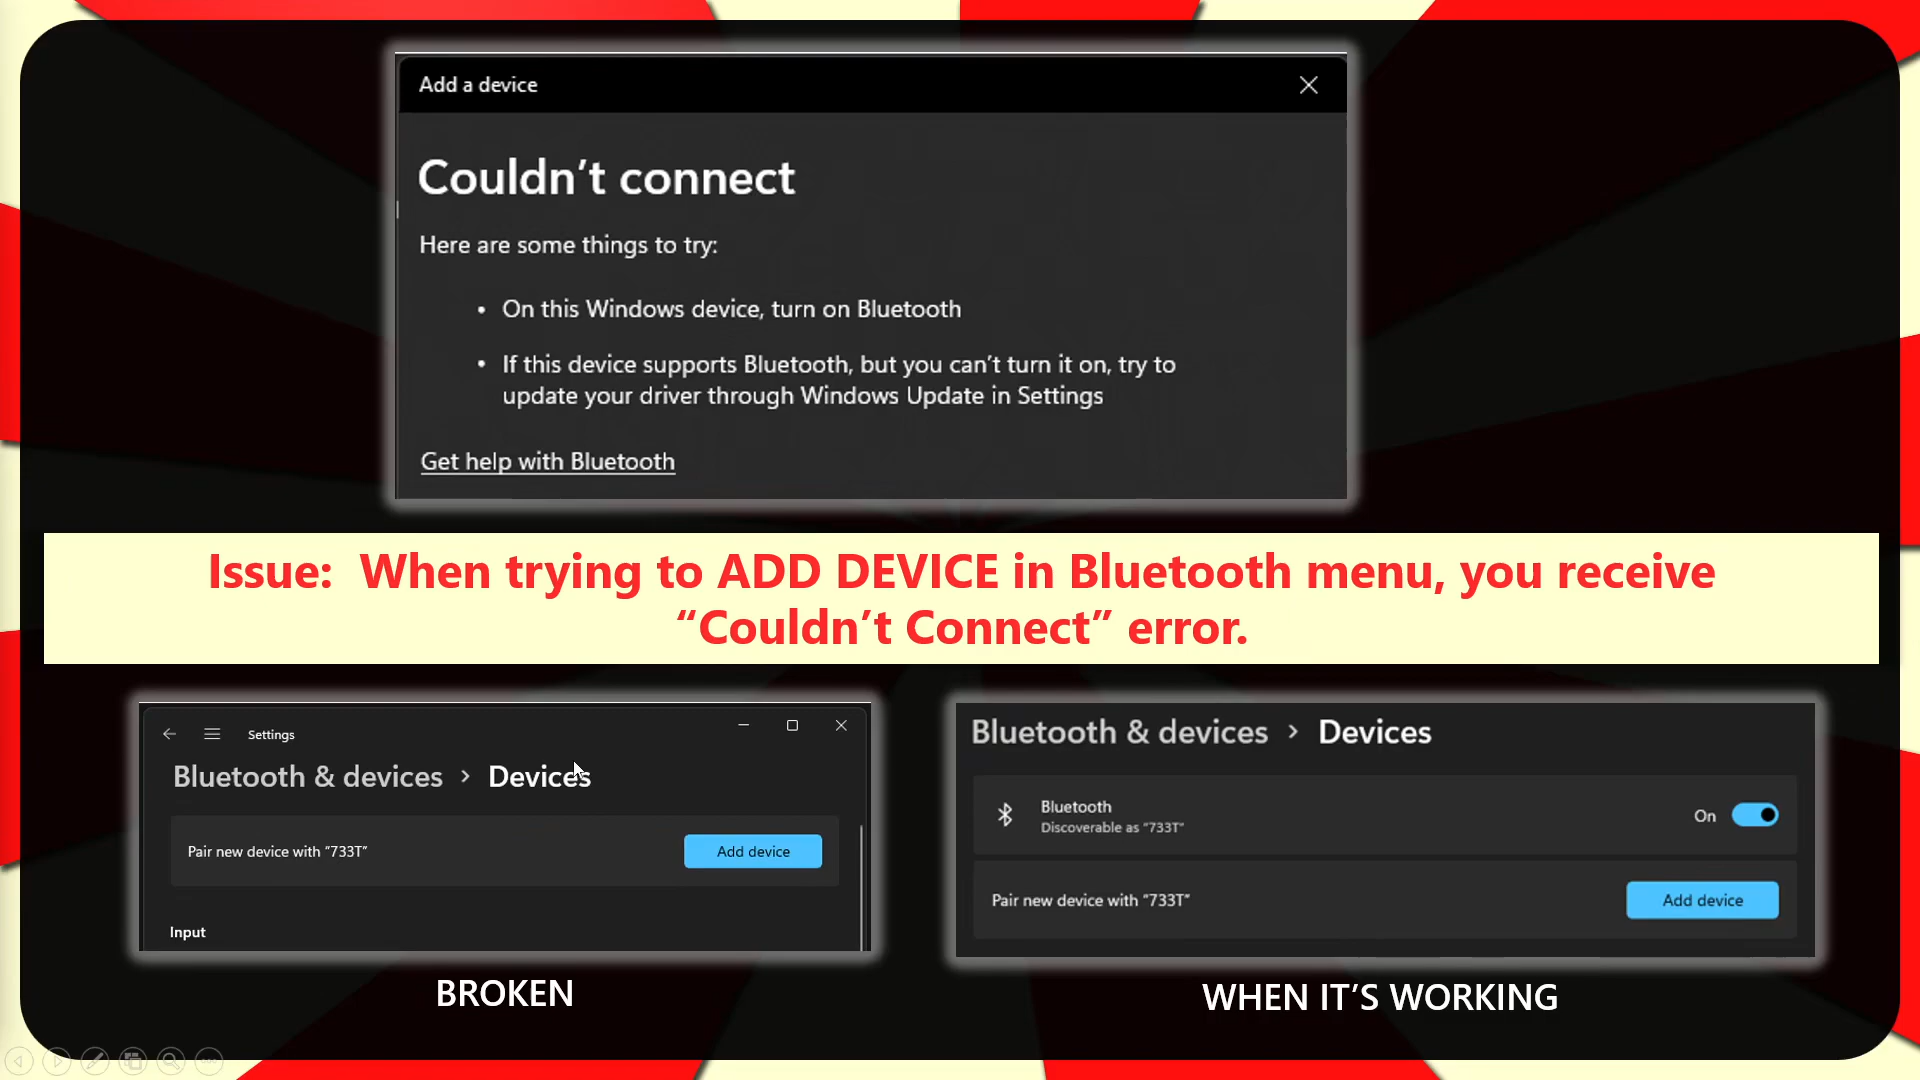 Add a device
Couldn’t connect
Here are some things to try:
• On this Windows device, turn on Bluetooth
• If this device supports Bluetooth, but you can’t turn it on, try to
update your driver through Windows Update in Settings
Get help with Bluetooth
Issue:  When trying to ADD DEVICE in Bluetooth menu, you receive
“Couldn’t Connect” error.
Settings
Bluetooth & devices › Devices
Pair new device with “733T”
Add device
Input
BROKEN
Bluetooth & devices › Devices
Bluetooth
Discoverable as “733T”
On
Pair new device with “733T”
Add device
WHEN IT’S WORKING